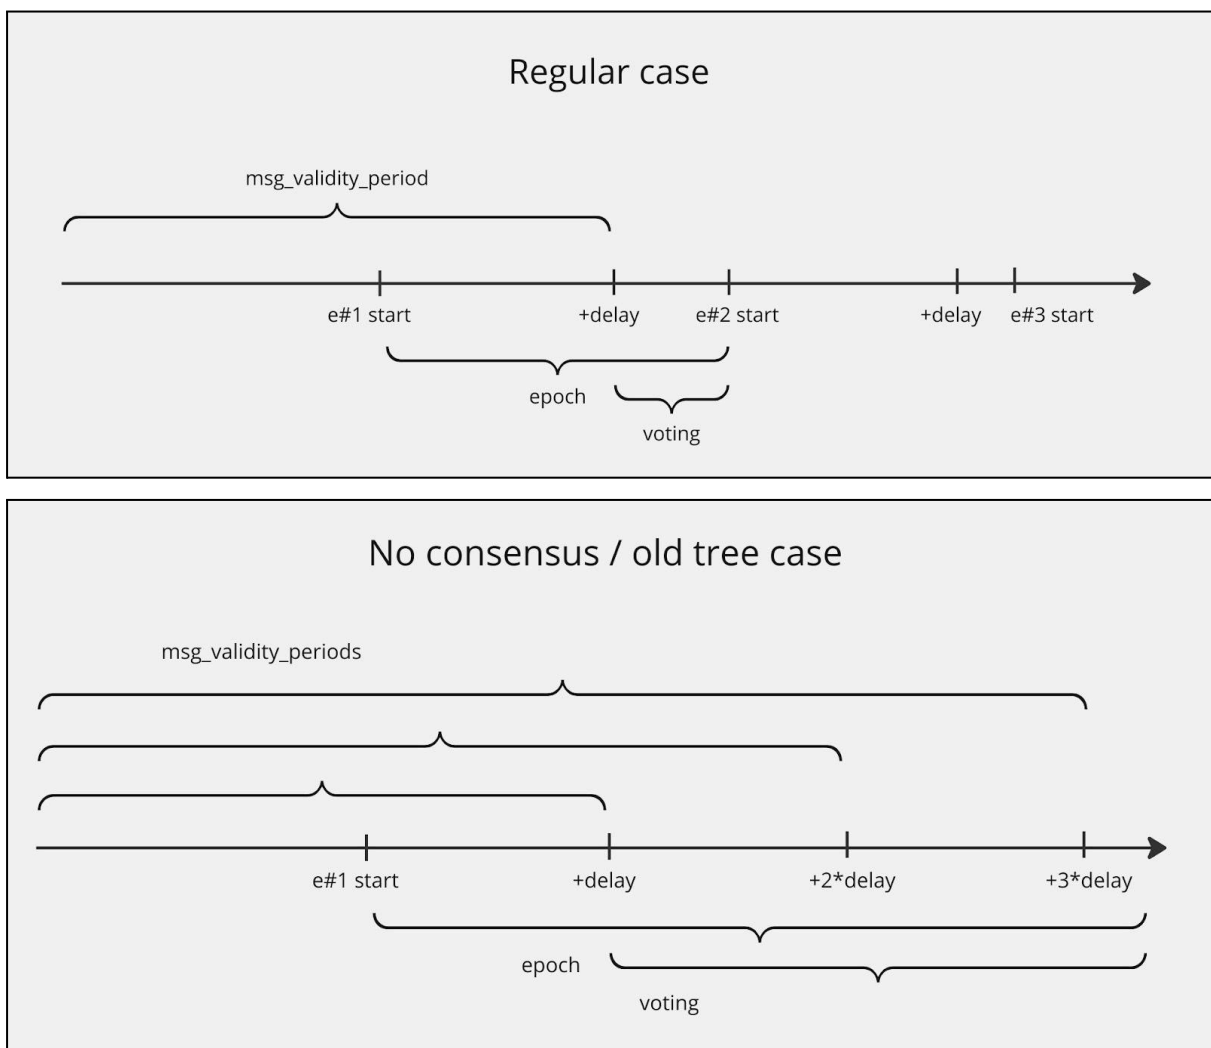 Regular case
msg_validity_period
e#1 start +delay e#2 start +delay e#3 start
epoch
voting
No consensus / old tree case
msg_validity_periods
e#1 start +delay +2*delay +3*delay
epoch
voting